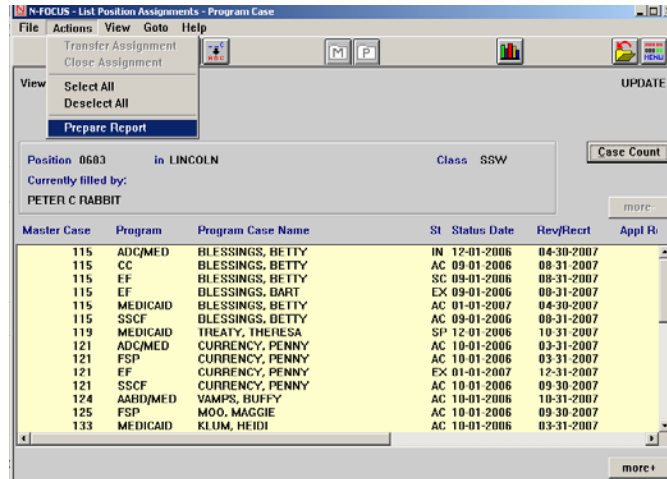 N-FOCUS - List Position Assignments - Program Case
File Actions View Goto Help
Transfer Assignment
Close Assignment
Select All
Deselect All
Prepare Report
M P
MENU
View
UPDATE
Position 0683 in LINCOLN Class SSW
Case Count
Currently filled by:
PETER C RABBIT
more-
Master Case Program Program Case Name St Status Date Rev/Recrt Appl R
115 ADC/MED BLESSINGS, BETTY IN 12-01-2006 04-30-2007
115 CC BLESSINGS, BETTY AC 09-01-2006 08-31-2007
115 EF BLESSINGS, BETTY SC 09-01-2006 08-31-2007
115 EF BLESSINGS, BART EX 09-01-2006 08-31-2007
115 MEDICAID BLESSINGS, BETTY AC 01-01-2007 04-30-2007
115 SSCF BLESSINGS, BETTY AC 09-01-2006 08-31-2007
119 MEDICAID TREATY, THERESA SP 12-01-2006 10-31-2007
121 ADC/MED CURRENCY, PENNY AC 10-01-2006 03-31-2007
121 FSP CURRENCY, PENNY AC 10-01-2006 03-31-2007
121 EF CURRENCY, PENNY EX 01-01-2007 12-31-2007
121 SSCF CURRENCY, PENNY AC 10-01-2006 09-30-2007
124 AABD/MED VAMPS, BUFFY AC 10-01-2006 10-31-2007
125 FSP MOO, MAGGIE AC 10-01-2006 09-30-2007
133 MEDICAID KLUM, HEIDI AC 10-01-2006 03-31-2007
more+